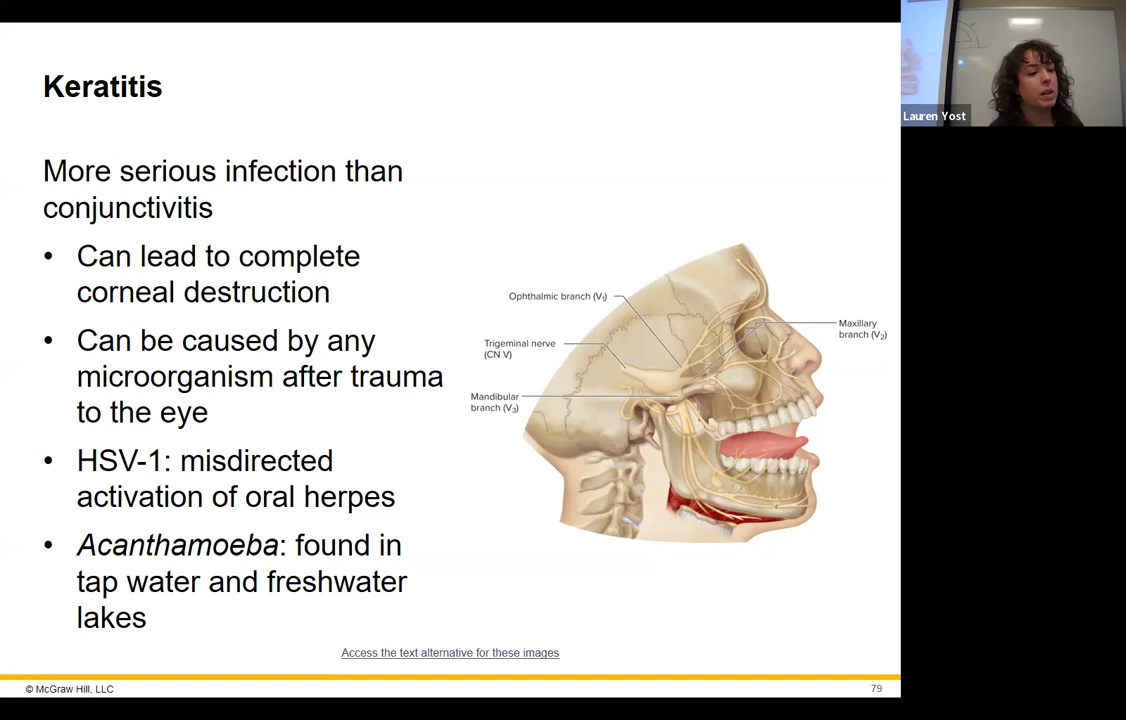 Keratitis
More serious infection than
conjunctivitis
• Can lead to complete
corneal destruction
• Can be caused by any
microorganism after trauma
to the eye
• HSV-1: misdirected
activation of oral herpes
• Acanthamoeba: found in
tap water and freshwater
lakes
Ophthalmic branch (V₁)
Trigeminal nerve
(CN V)
Mandibular
branch (V₃)
Maxillary
branch (V₂)
Access the text alternative for these images
© McGraw Hill, LLC
79
Lauren Yost